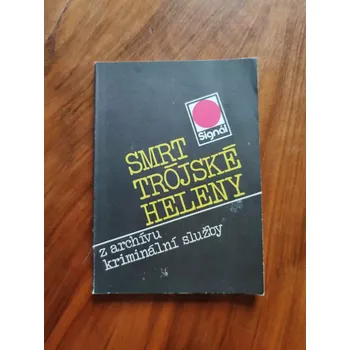 Signál
SMRT
TRÓJSKÉ
HELENY
z archívu
kriminální služby